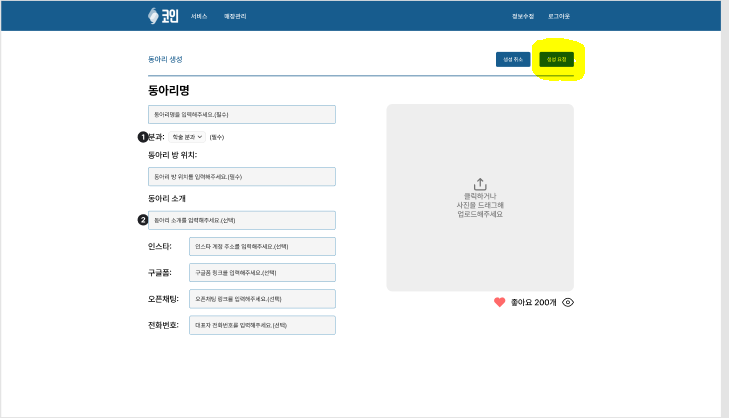 코인 서비스 매장관리 정보수정 로그아웃
동아리 생성 생성 취소 생성 요청
동아리명
동아리명을 입력해주세요.(필수)
1 분과: 학술 분과 (필수)
동아리 방 위치:
동아리 방 위치를 입력해주세요.(필수)
동아리 소개
2 동아리 소개를 입력해주세요.(선택)
인스타: 인스타 계정 주소를 입력해주세요.(선택)
구글폼: 구글폼 링크를 입력해주세요.(선택)
오픈채팅: 오픈채팅 링크를 입력해주세요.(선택)
전화번호: 대표자 전화번호를 입력해주세요.(선택)
클릭하거나
사진을 드래그해
업로드해주세요
좋아요 200개